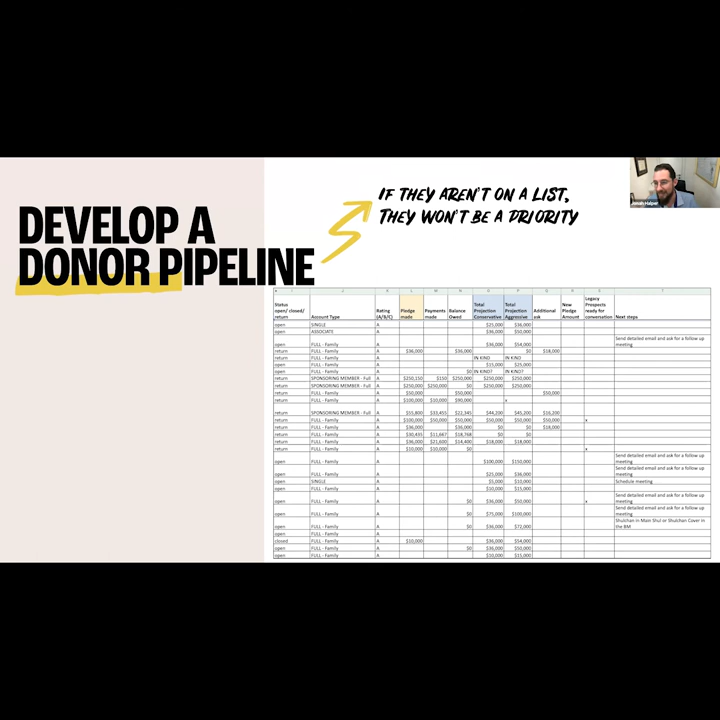 IF THEY AREN'T ON A LIST,
THEY WON'T BE A PRIORITY
DEVELOP A
DONOR PIPELINE
Status open/ closed/ return Account Type Rating (A/B/C) Pledge made Payments made Balance Owed Total Projection Conservative Total Projection Aggressive Additional ask New Pledge Amount Legacy Prospects ready for conversation Next steps
open SINGLE A $25,000 $36,000
open ASSOCIATE A $36,000 $50,000
open FULL - Family A $36,000 $54,000 Send detailed email and ask for a follow up meeting
return FULL - Family A $36,000 $36,000 $0 $18,000
return FULL - Family A IN KIND IN KIND
open FULL - Family A $15,000 $25,000
open FULL - Family A $0 IN KIND? IN KIND?
return SPONSORING MEMBER - Full A $250,150 $150 $250,000 $250,000 $250,000
return SPONSORING MEMBER - Full A $250,000 $250,000 $0 $250,000 $250,000
return FULL - Family A $50,000 $50,000 $50,000
return FULL - Family A $100,000 $10,000 $90,000 x
return SPONSORING MEMBER - Full A $55,800 $33,455 $22,345 $44,200 $45,200 $16,200
return FULL - Family A $100,000 $50,000 $50,000 $50,000 $50,000 $50,000 x
return FULL - Family A $36,000 $36,000 $0 $0 $18,000
return FULL - Family A $30,435 $11,667 $18,768 $0 $0
return FULL - Family A $36,000 $21,600 $14,400 $18,000 $18,000
return FULL - Family A $10,000 $10,000 $0 x
open FULL - Family A $100,000 $150,000 Send detailed email and ask for a follow up meeting
open FULL - Family A $25,000 $36,000 Send detailed email and ask for a follow up meeting
open SINGLE A $5,000 $10,000 Schedule meeting
open FULL - Family A $10,000 $15,000
open FULL - Family A $0 $36,000 $50,000 x Send detailed email and ask for a follow up meeting
open FULL - Family A $0 $75,000 $100,000 Send detailed email and ask for a follow up meeting
open FULL - Family A $0 $36,000 $72,000 Shulchan in Main Shul or Shulchan Cover in the BM
open FULL - Family A
closed FULL - Family A $10,000 $36,000 $54,000
open FULL - Family A $0 $36,000 $50,000
open FULL - Family A $10,000 $15,000